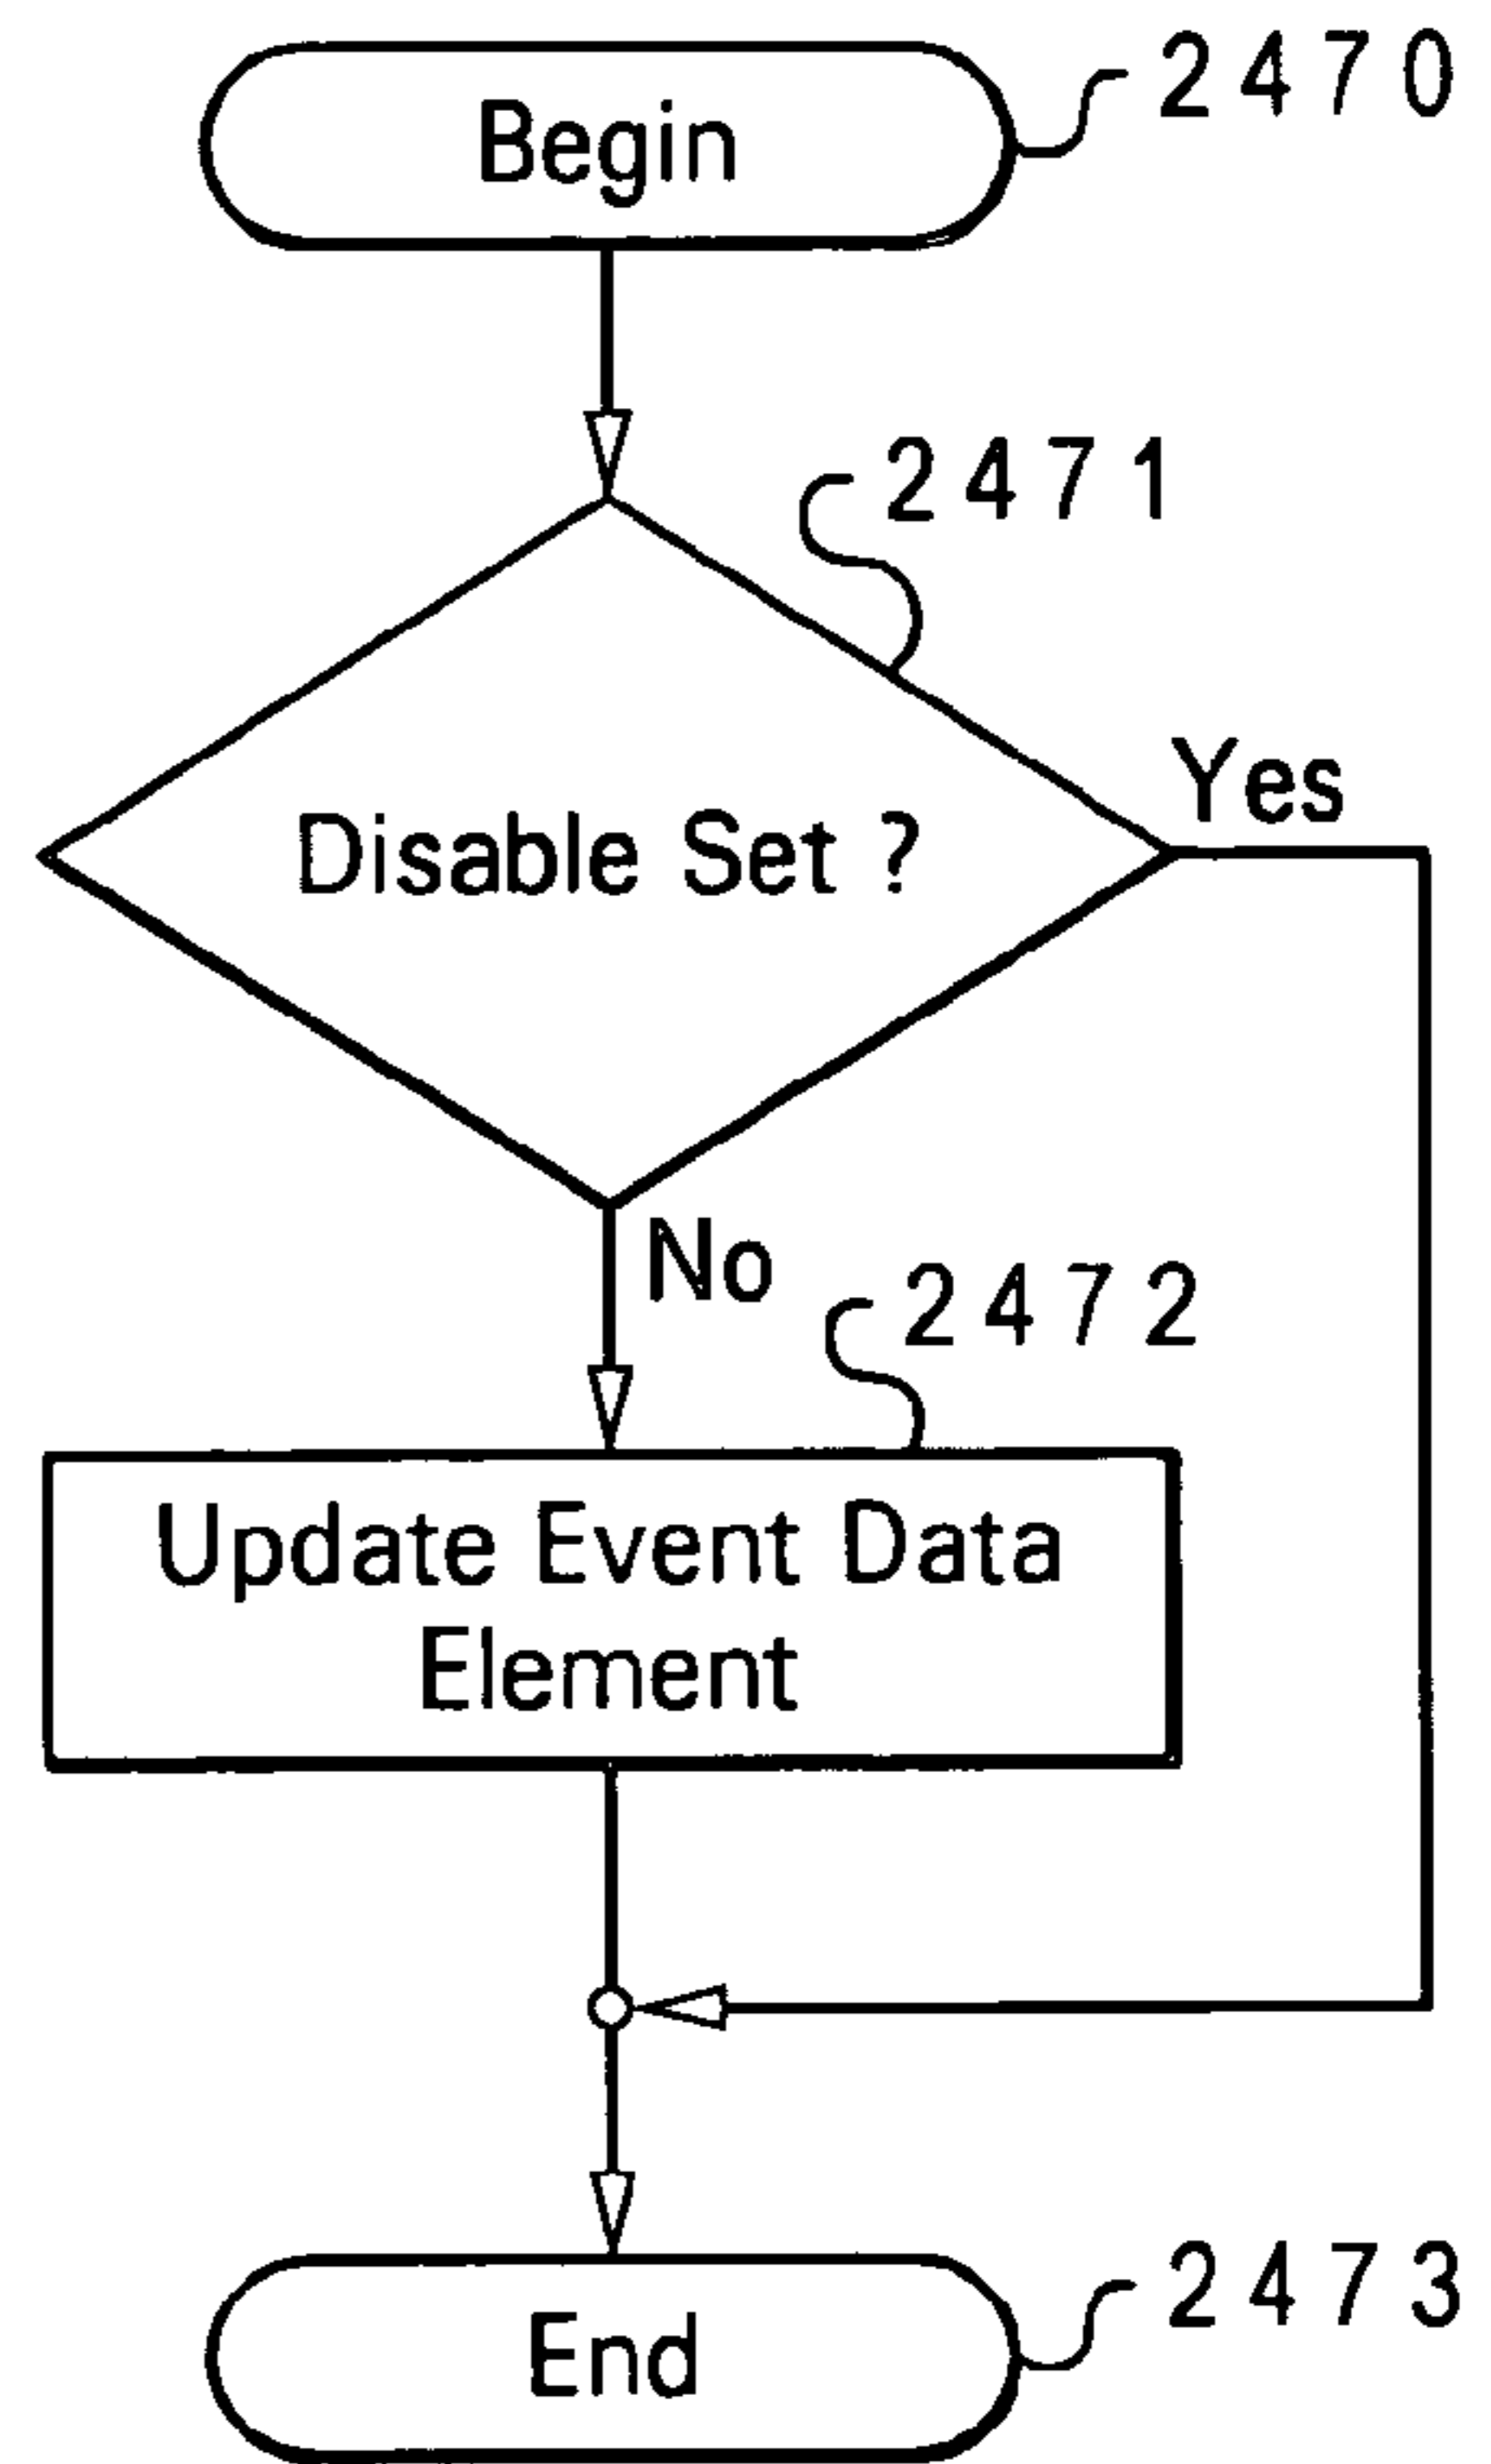 Begin
2470
2471
Disable Set ?
Yes
No
2472
Update Event Data
Element
End
2473